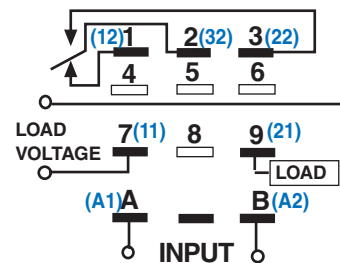 (12) 1 2 (32) 3 (22)
4 5 6
LOAD
VOLTAGE
7 (11) 8 9 (21)
LOAD
(A1) A B (A2)
INPUT